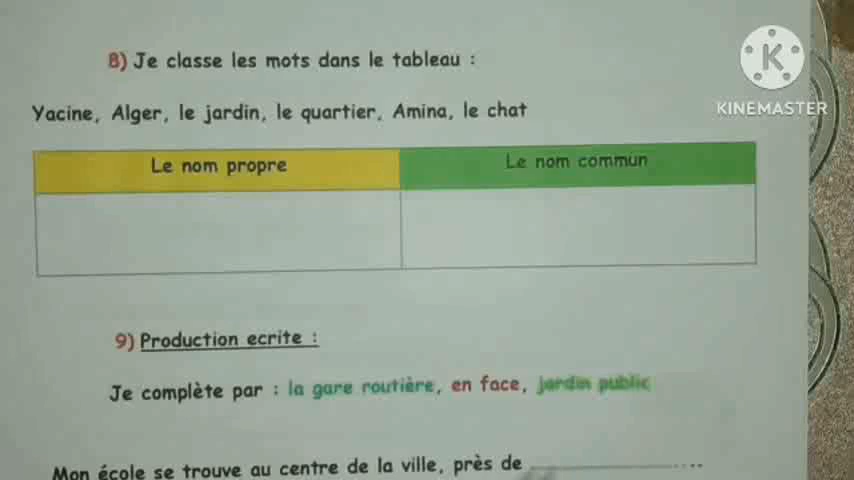 8) Je classe les mots dans le tableau :
K
KINEMASTER
Yacine, Alger, le jardin, le quartier, Amina, le chat
Le nom propre
Le nom commun
9) Production ecrite :
Je complète par : la gare routière, en face, jardin public
Mon école se trouve au centre de la ville, près de ....................